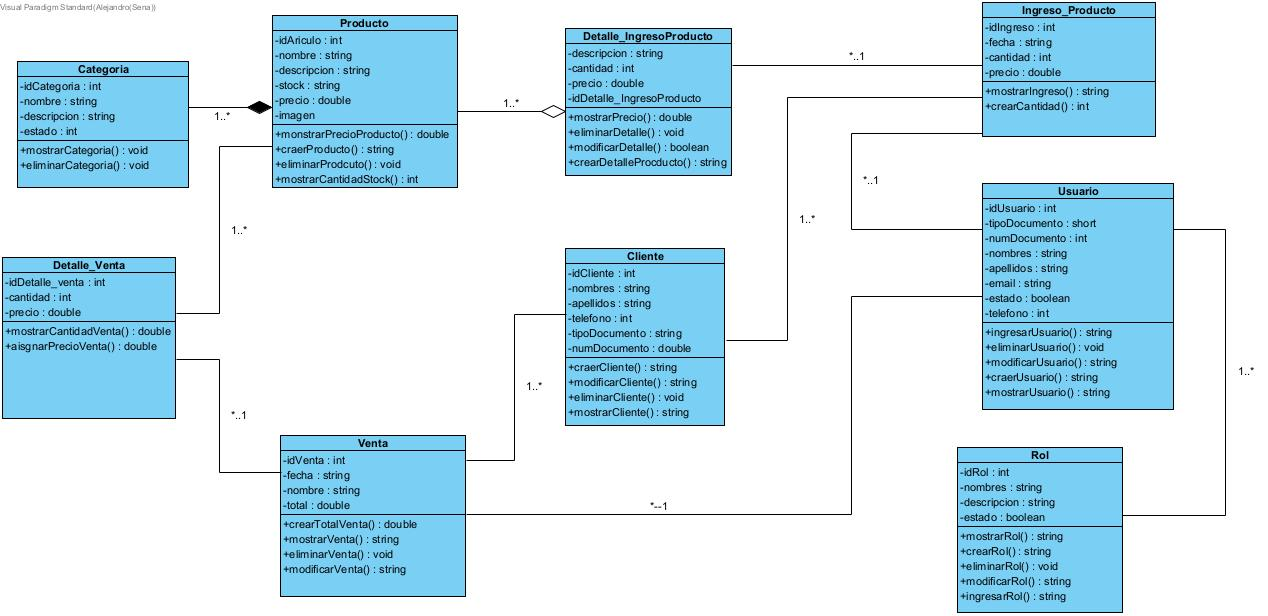 Visual Paradigm Standard(Alejandro(Sena))
Categoria
-idCategoria : int
-nombre : string
-descripcion : string
-estado : int
+mostrarCategoria() : void
+eliminarCategoria() : void
1..*
Producto
-idAriculo : int
-nombre : string
-descripcion : string
-stock : string
-precio : double
-imagen
+monstrarPrecioProducto() : double
+craerProducto() : string
+eliminarProdcuto() : void
+mostrarCantidadStock() : int
1..*
Detalle_IngresoProducto
-descripcion : string
-cantidad : int
-precio : double
-idDetalle_IngresoProducto
+mostrarPrecio() : double
+eliminarDetalle() : void
+modificarDetalle() : boolean
+crearDetalleProcducto() : string
*..1
Ingreso_Producto
-idIngreso : int
-fecha : string
-cantidad : int
-precio : double
+mostrarIngreso() : string
+crearCantidad() : int
*..1
1..*
1..*
Usuario
-idUsuario : int
-tipoDocumento : short
-numDocumento : int
-nombres : string
-apellidos : string
-email : string
-estado : boolean
-telefono : int
+ingresarUsuario() : string
+eliminarUsuario() : void
+modificarUsuario() : string
+craerUsuario() : string
+mostrarUsuario() : string
1..*
Detalle_Venta
-idDetalle_venta : int
-cantidad : int
-precio : double
+mostrarCantidadVenta() : double
+aisgnarPrecioVenta() : double
*..1
Cliente
-idCliente : int
-nombres : string
-apellidos : string
-telefono : int
-tipoDocumento : string
-numDocumento : double
+craerCliente() : string
+modificarCliente() : string
+eliminarCliente() : void
+mostrarCliente() : string
1..*
Venta
-idVenta : int
-fecha : string
-nombre : string
-total : double
+crearTotalVenta() : double
+mostrarVenta() : string
+eliminarVenta() : void
+modificarVenta() : string
*--1
Rol
-idRol : int
-nombres : string
-descripcion : string
-estado : boolean
+mostrarRol() : string
+crearRol() : string
+eliminarRol() : void
+modificarRol() : string
+ingresarRol() : string